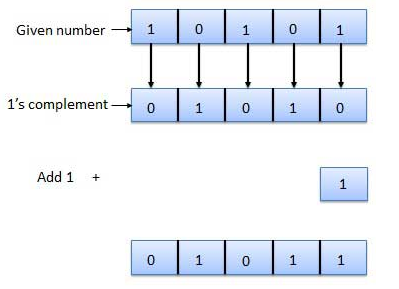 Given number 1 0 1 0 1
1's complement 0 1 0 1 0
Add 1 + 1
0 1 0 1 1